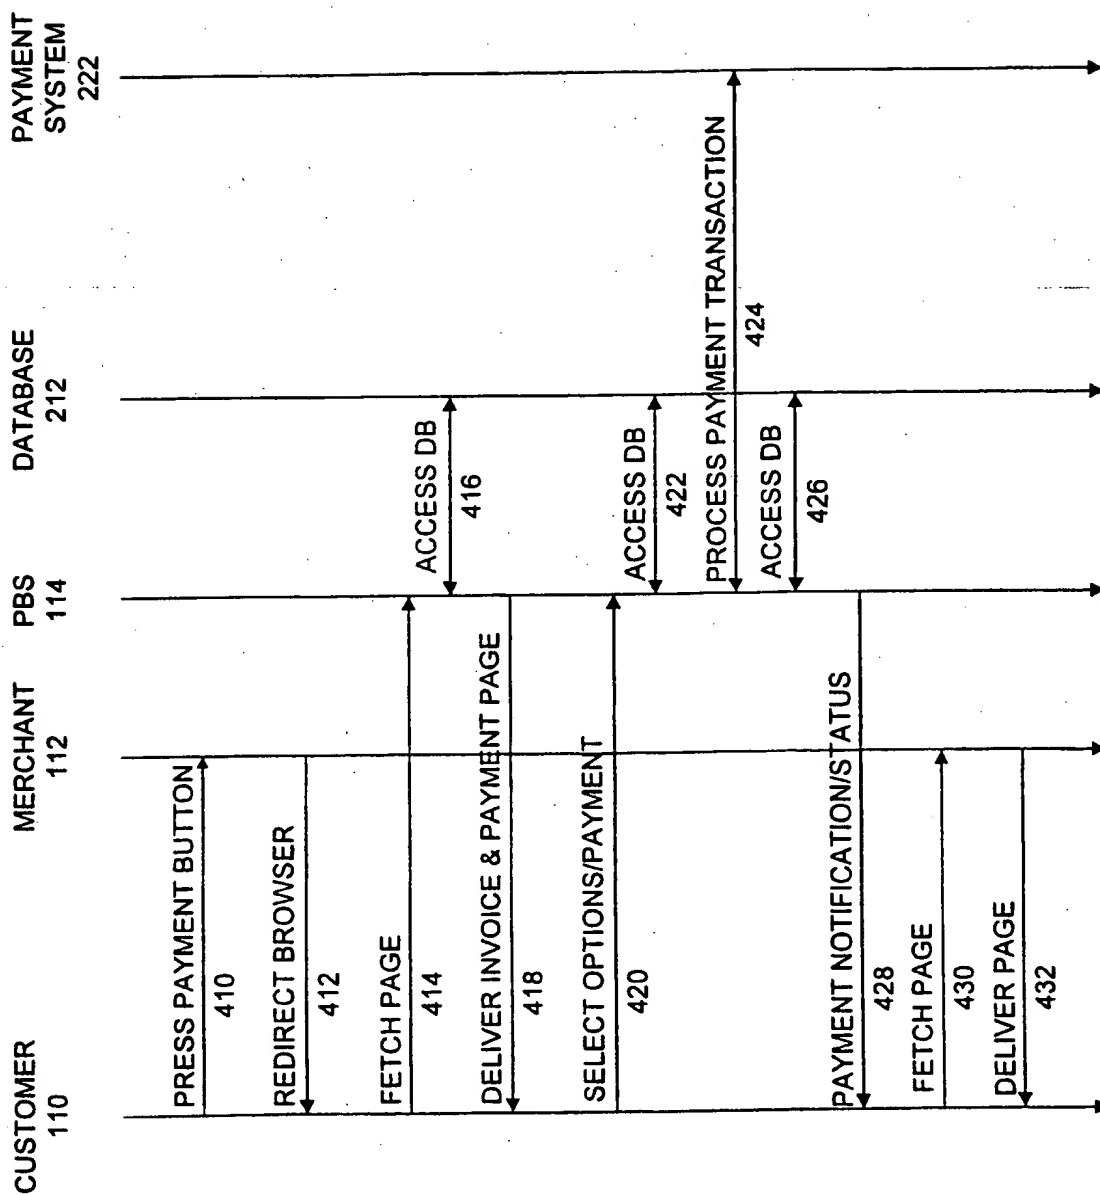 CUSTOMER
110
MERCHANT
112
PBS
114
DATABASE
212
PAYMENT
SYSTEM
222
PRESS PAYMENT BUTTON
410
REDIRECT BROWSER
412
FETCH PAGE
414
ACCESS DB
416
DELIVER INVOICE & PAYMENT PAGE
418
SELECT OPTIONS/PAYMENT
420
ACCESS DB
422
PROCESS PAYMENT TRANSACTION
424
ACCESS DB
426
PAYMENT NOTIFICATION/STATUS
428
FETCH PAGE
430
DELIVER PAGE
432